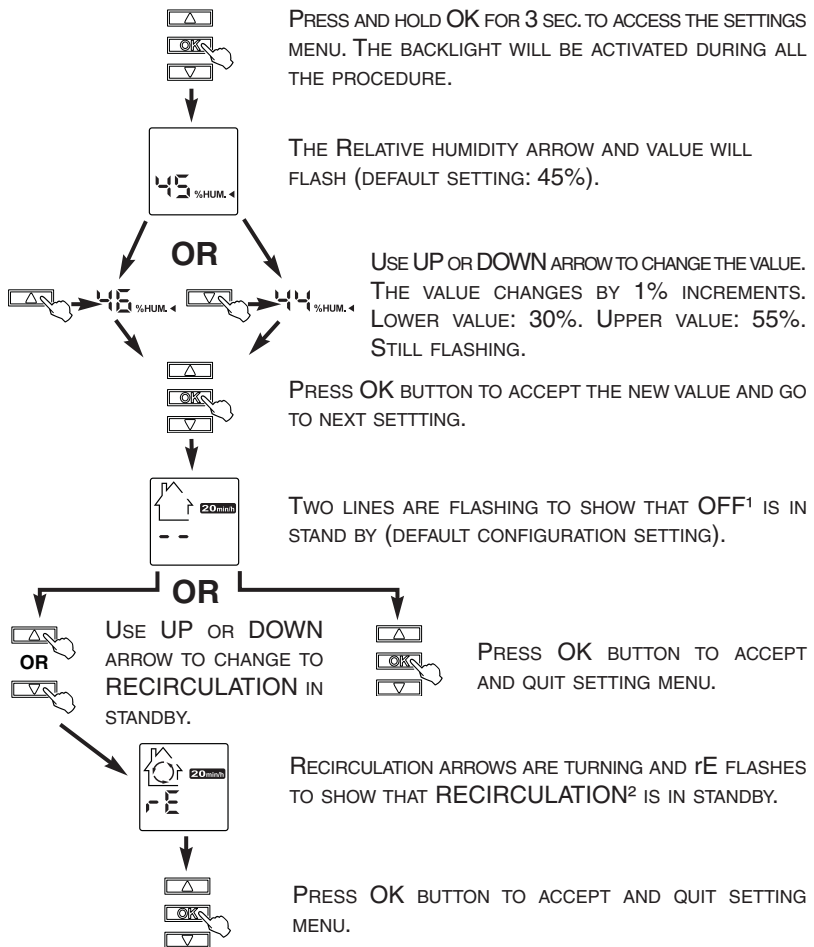 OK
PRESS AND HOLD OK FOR 3 SEC. TO ACCESS THE SETTINGS
MENU. THE BACKLIGHT WILL BE ACTIVATED DURING ALL
THE PROCEDURE.
45 %HUM.
THE RELATIVE HUMIDITY ARROW AND VALUE WILL
FLASH (DEFAULT SETTING: 45%).
OR
46 %HUM.
44 %HUM.
USE UP OR DOWN ARROW TO CHANGE THE VALUE.
THE VALUE CHANGES BY 1% INCREMENTS.
LOWER VALUE: 30%. UPPER VALUE: 55%.
STILL FLASHING.
OK
PRESS OK BUTTON TO ACCEPT THE NEW VALUE AND GO
TO NEXT SETTTING.
20min/h
- -
TWO LINES ARE FLASHING TO SHOW THAT OFF¹ IS IN
STAND BY (DEFAULT CONFIGURATION SETTING).
OR
OR
USE UP OR DOWN
ARROW TO CHANGE TO
RECIRCULATION IN
STANDBY.
OK
PRESS OK BUTTON TO ACCEPT
AND QUIT SETTING MENU.
20min/h
rE
RECIRCULATION ARROWS ARE TURNING AND rE FLASHES
TO SHOW THAT RECIRCULATION² IS IN STANDBY.
OK
PRESS OK BUTTON TO ACCEPT AND QUIT SETTING
MENU.